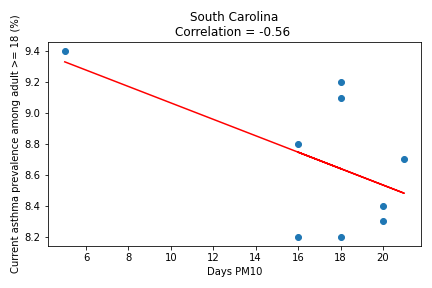 South Carolina
Correlation = -0.56
Current asthma prevalence among adult >= 18 (%)
9.4
9.2
9.0
8.8
8.6
8.4
8.2
6 8 10 12 14 16 18 20
Days PM10